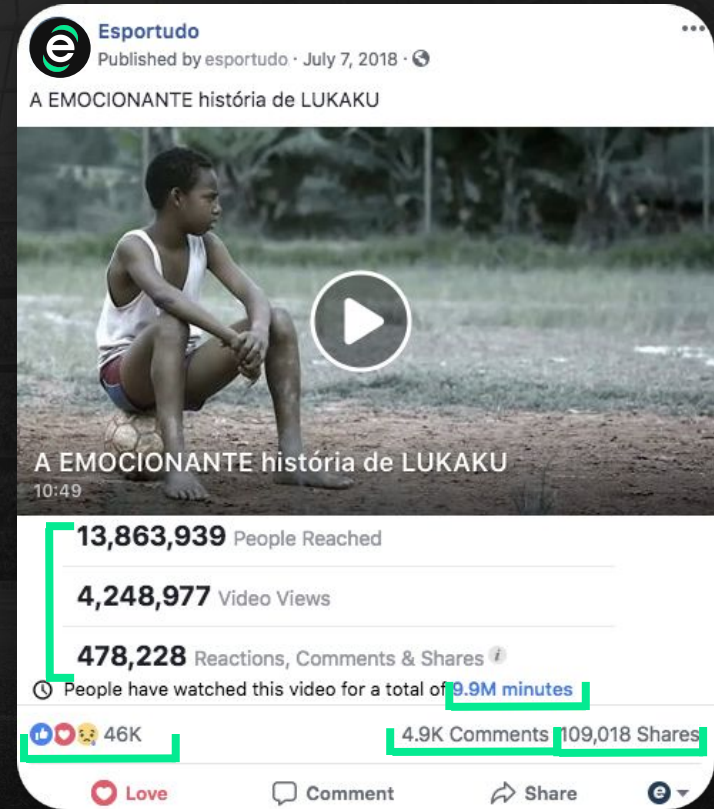 Esportudo
Published by esportudo · July 7, 2018 ·
A EMOCIONANTE história de LUKAKU
A EMOCIONANTE história de LUKAKU
10:49
13,863,939 People Reached
4,248,977 Video Views
478,228 Reactions, Comments & Shares i
People have watched this video for a total of 9.9M minutes
46K 4.9K Comments 109,018 Shares
Love Comment Share e